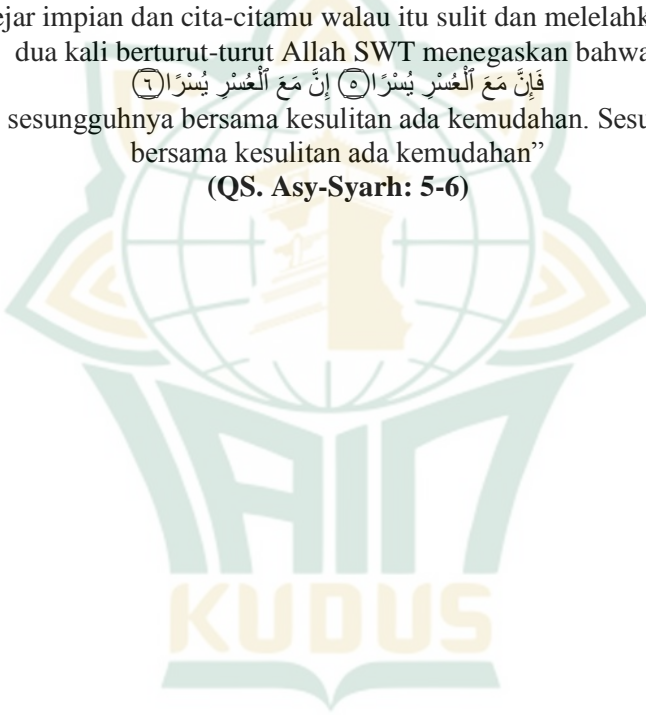 ejar impian dan cita-citamu walau itu sulit dan melelahk
dua kali berturut-turut Allah SWT menegaskan bahwa
فَإِنَّ مَعَ ٱلْعُسْرِ يُسْرًا۝٥ إِنَّ مَعَ ٱلْعُسْرِ يُسْرًا۝٦
sesungguhnya bersama kesulitan ada kemudahan. Sesu
bersama kesulitan ada kemudahan”
(QS. Asy-Syarh: 5-6)
IAIN
KUDUS